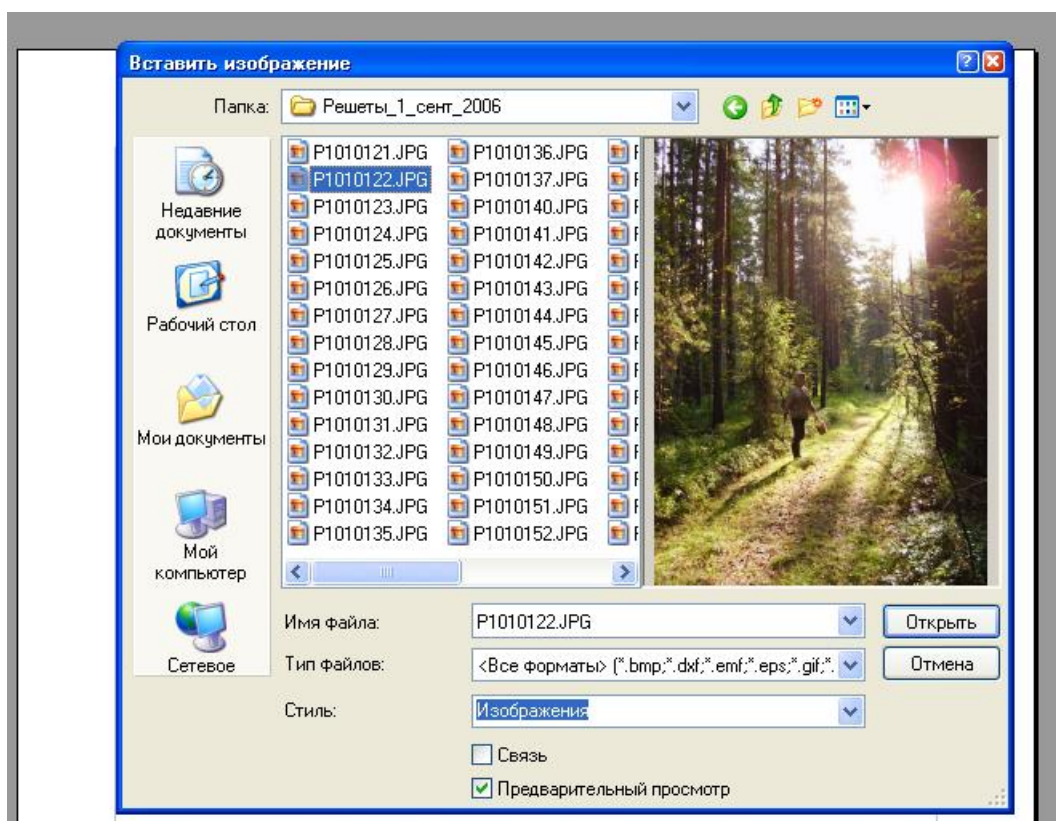 Вставить изображение
Папка: Решеты_1_сент_2006
Недавние документы
Рабочий стол
Мои документы
Мой компьютер
Сетевое
P1010121.JPG P1010136.JPG
P1010122.JPG P1010137.JPG
P1010123.JPG P1010140.JPG
P1010124.JPG P1010141.JPG
P1010125.JPG P1010142.JPG
P1010126.JPG P1010143.JPG
P1010127.JPG P1010144.JPG
P1010128.JPG P1010145.JPG
P1010129.JPG P1010146.JPG
P1010130.JPG P1010147.JPG
P1010131.JPG P1010148.JPG
P1010132.JPG P1010149.JPG
P1010133.JPG P1010150.JPG
P1010134.JPG P1010151.JPG
P1010135.JPG P1010152.JPG
Имя файла: P1010122.JPG Открыть
Тип файлов: <Все форматы> (*.bmp;*.dxf;*.emf;*.eps;*.gif;*. Отмена
Стиль: Изображения
Связь
Предварительный просмотр